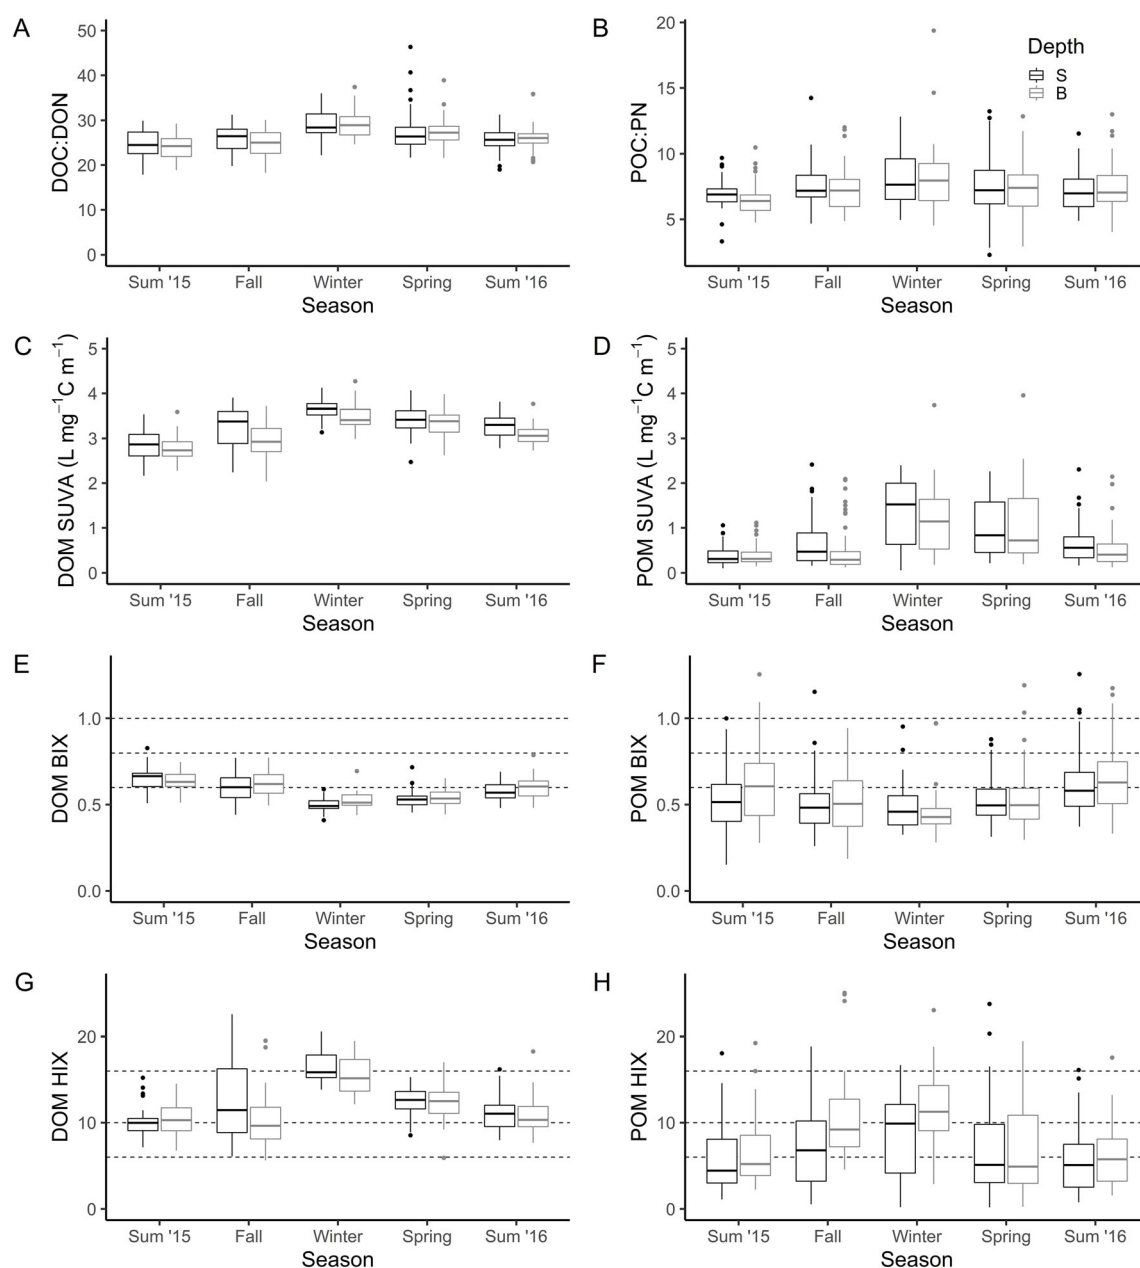 A
DOC:DON
50
40
30
20
10
0
Sum '15 Fall Winter Spring Sum '16
Season
B
POC:PN
20
15
10
5
Depth
S
B
Sum '15 Fall Winter Spring Sum '16
Season
C
DOM SUVA (L mg⁻¹C m⁻¹)
5
4
3
2
1
0
Sum '15 Fall Winter Spring Sum '16
Season
D
POM SUVA (L mg⁻¹C m⁻¹)
5
4
3
2
1
0
Sum '15 Fall Winter Spring Sum '16
Season
E
DOM BIX
1.0
0.5
0.0
Sum '15 Fall Winter Spring Sum '16
Season
F
POM BIX
1.0
0.5
0.0
Sum '15 Fall Winter Spring Sum '16
Season
G
DOM HIX
20
10
0
Sum '15 Fall Winter Spring Sum '16
Season
H
POM HIX
20
10
0
Sum '15 Fall Winter Spring Sum '16
Season